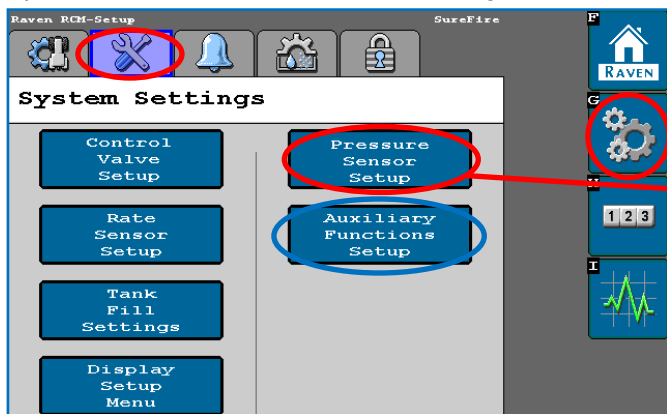 Raven RCM-Setup SureFire
F
RAVEN
System Settings
G
Control
Valve
Setup
Pressure
Sensor
Setup
H
1 2 3
Rate
Sensor
Setup
Auxiliary
Functions
Setup
I
Tank
Fill
Settings
Display
Setup
Menu